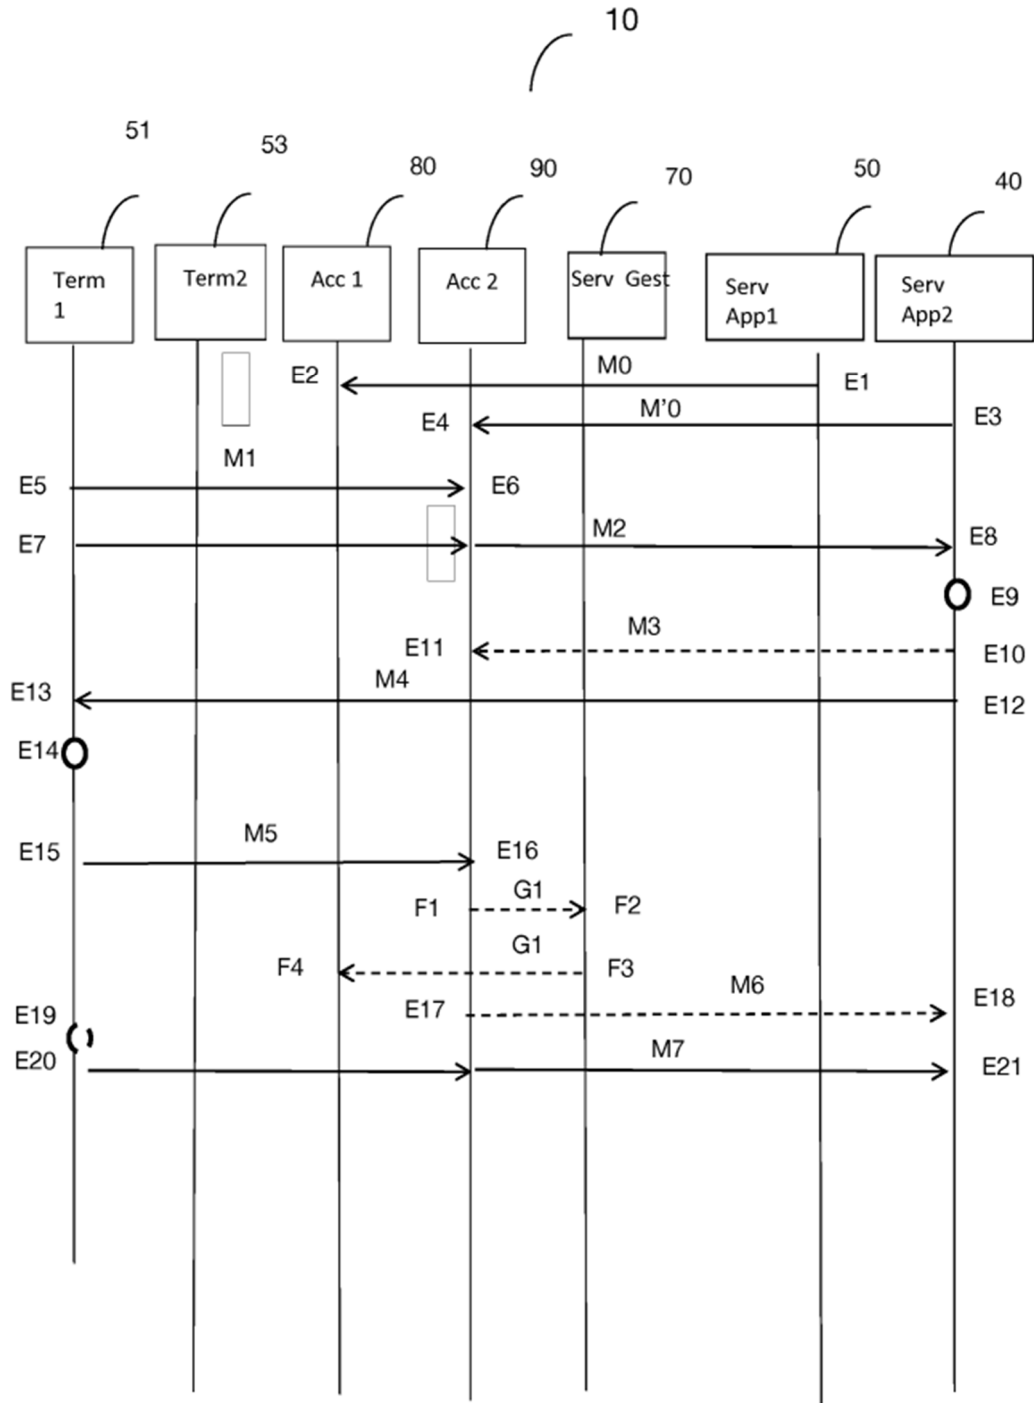 10
51
53
80
90
70
50
40
Term
1
Term2
Acc 1
Acc 2
Serv Gest
Serv
App1
Serv
App2
E2
M0
E1
E4
M'0
E3
M1
E5
E6
E7
M2
E8
E9
E11
M3
E10
E13
M4
E12
E14
E15
M5
E16
F1
G1
F2
F4
G1
F3
E17
M6
E18
E19
E20
M7
E21